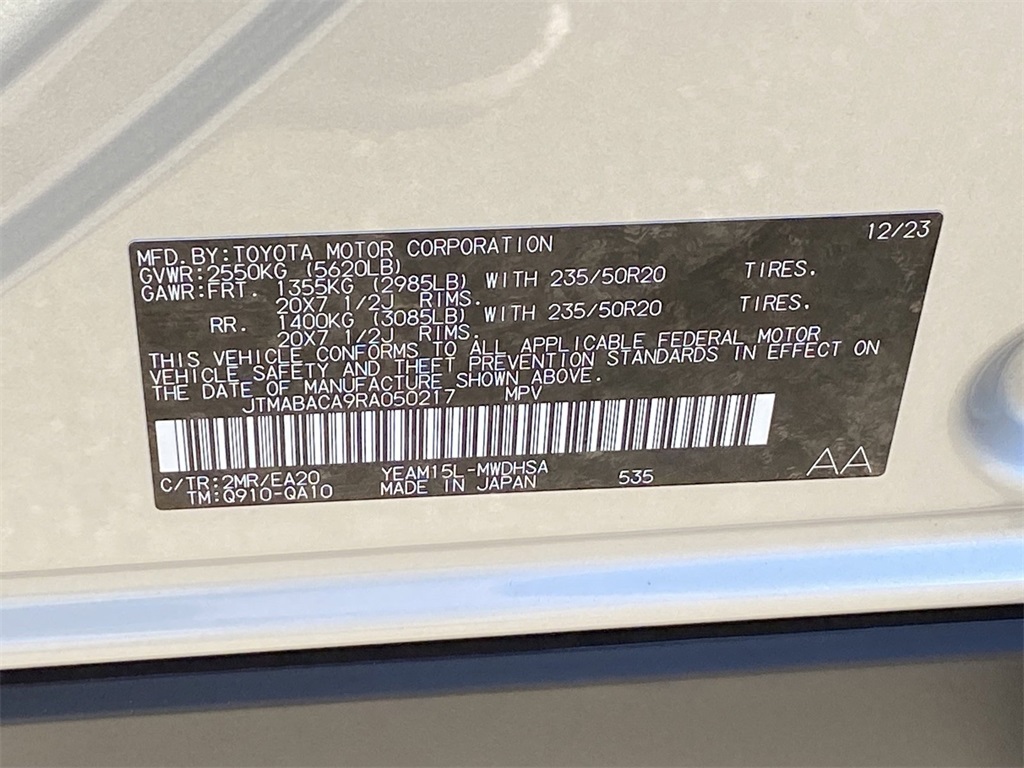 MFD. BY: TOYOTA MOTOR CORPORATION 12/23
GVWR: 2550KG (5620LB)
GAWR: FRT. 1355KG (2985LB) WITH 235/50R20 TIRES.
20X7 1/2J RIMS.
RR. 1400KG (3085LB) WITH 235/50R20 TIRES.
20X7 1/2J RIMS.
THIS VEHICLE CONFORMS TO ALL APPLICABLE FEDERAL MOTOR
VEHICLE SAFETY AND THEFT PREVENTION STANDARDS IN EFFECT ON
THE DATE OF MANUFACTURE SHOWN ABOVE.
JTMABACA9RA050217 MPV
C/TR: 2MR/EA20 YEAM15L-MWDHSA
TM: Q910-QA10 MADE IN JAPAN 535 AA